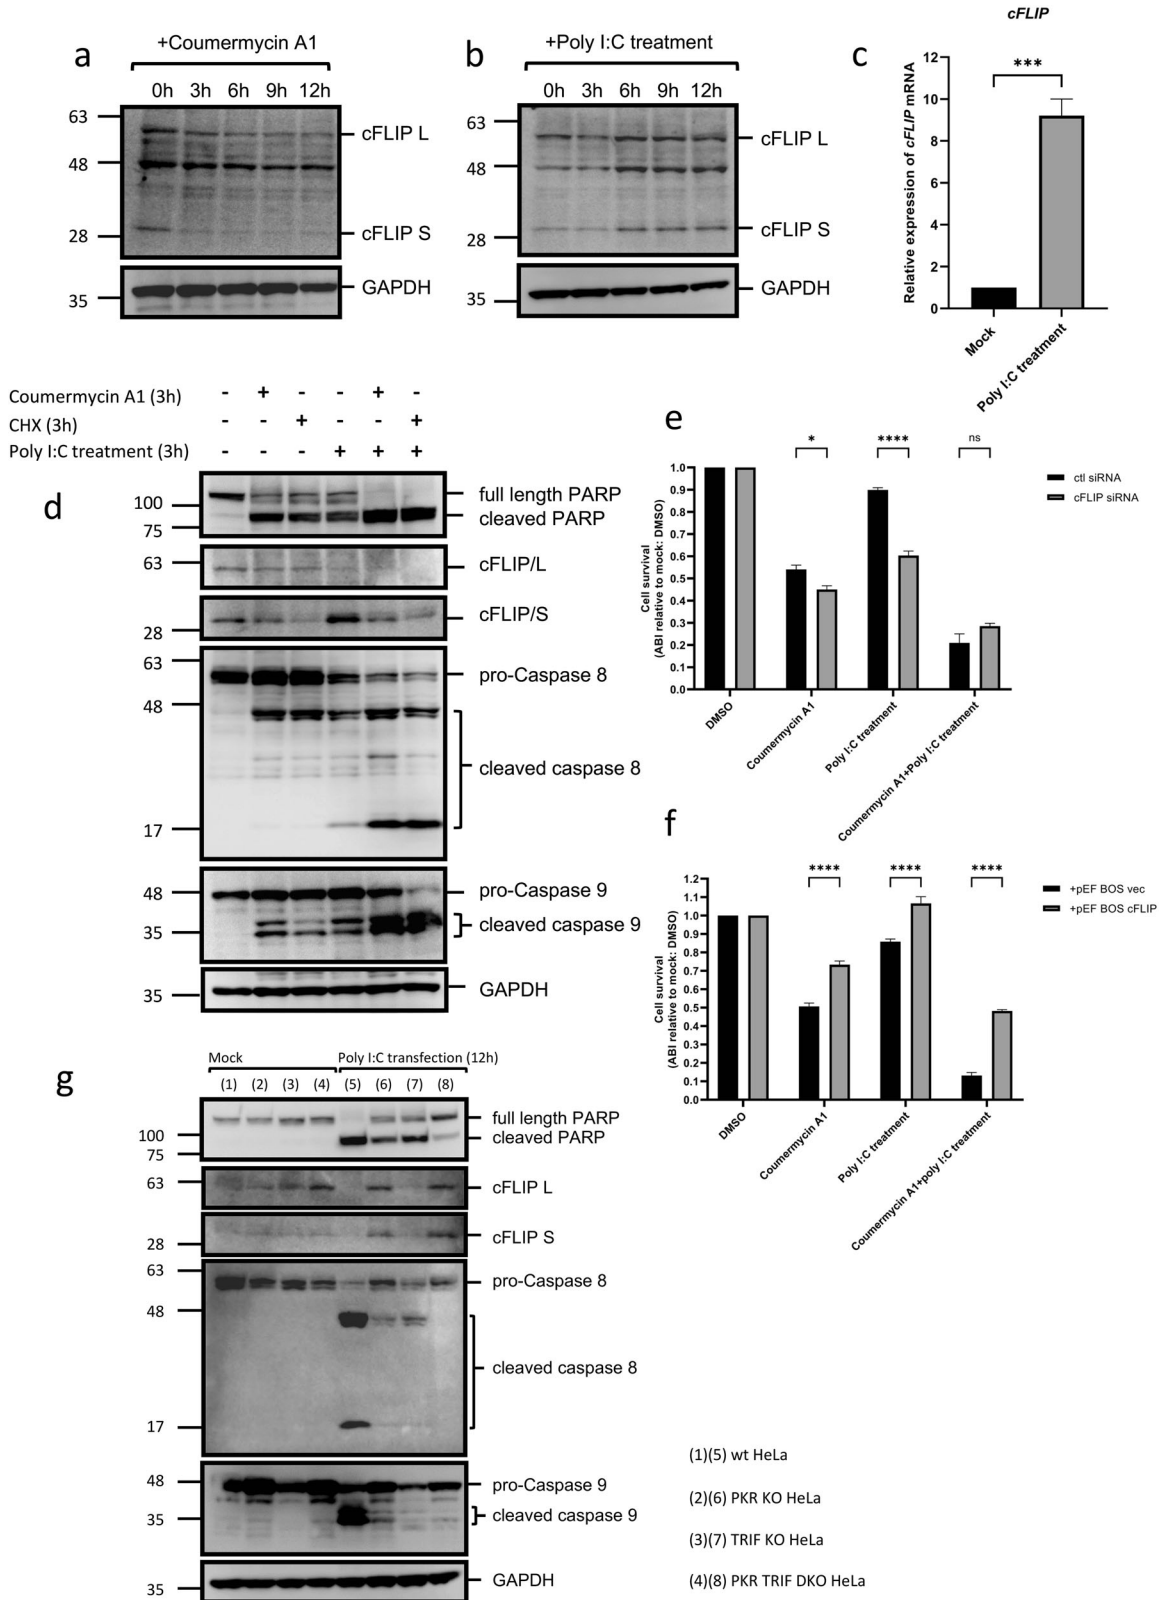 a
+Coumermycin A1
0h 3h 6h 9h 12h
63
48
28
35
cFLIP L
cFLIP S
GAPDH
b
+Poly I:C treatment
0h 3h 6h 9h 12h
63
48
28
35
cFLIP L
cFLIP S
GAPDH
c
cFLIP
***
Relative expression of cFLIP mRNA
12
10
8
6
4
2
0
Mock
Poly I:C treatment
d
Coumermycin A1 (3h) - + - - + -
CHX (3h) - - + - - +
Poly I:C treatment (3h) - - - + + +
100
75
full length PARP
cleaved PARP
63
cFLIP/L
28
cFLIP/S
63
48
17
pro-Caspase 8
cleaved caspase 8
48
35
pro-Caspase 9
cleaved caspase 9
35
GAPDH
e
* **** ns
Cell survival
(ABI relative to mock: DMSO)
1.0
0.9
0.8
0.7
0.6
0.5
0.4
0.3
0.2
0.1
0.0
DMSO
Coumermycin A1
Poly I:C treatment
Coumermycin A1+Poly I:C treatment
ctl siRNA
cFLIP siRNA
f
**** **** ****
Cell survival
(ABI relative to mock: DMSO)
1.2
1.1
1.0
0.9
0.8
0.7
0.6
0.5
0.4
0.3
0.2
0.1
0.0
DMSO
Coumermycin A1
Poly I:C treatment
Coumermycin A1+poly I:C treatment
+pEF BOS vec
+pEF BOS cFLIP
g
Mock Poly I:C transfection (12h)
(1) (2) (3) (4) (5) (6) (7) (8)
100
75
full length PARP
cleaved PARP
63
cFLIP L
28
cFLIP S
63
48
17
pro-Caspase 8
cleaved caspase 8
48
35
pro-Caspase 9
cleaved caspase 9
35
GAPDH
(1)(5) wt HeLa
(2)(6) PKR KO HeLa
(3)(7) TRIF KO HeLa
(4)(8) PKR TRIF DKO HeLa